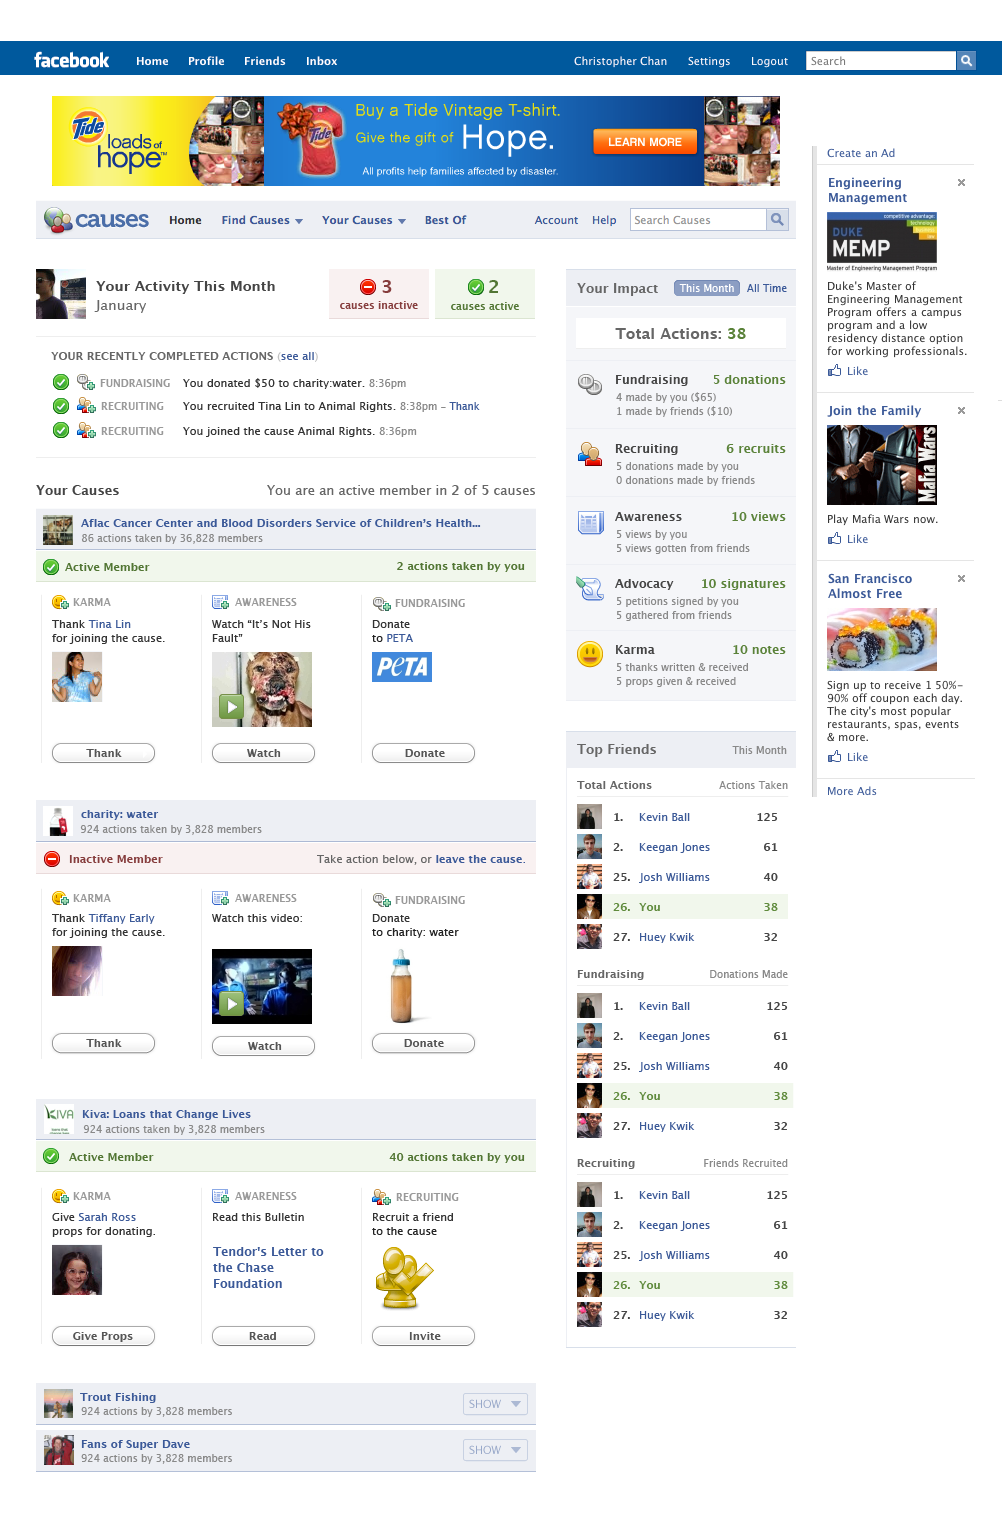 facebook
Home Profile Friends Inbox
Christopher Chan Settings Logout Search
Tide
loads of
hope™
Tide
Buy a Tide Vintage T-shirt.
Give the gift of Hope.
All profits help families affected by disaster.
LEARN MORE
causes Home Find Causes Your Causes Best Of Account Help Search Causes
Your Activity This Month
January
3
causes inactive
2
causes active
YOUR RECENTLY COMPLETED ACTIONS (see all)
FUNDRAISING You donated $50 to charity:water. 8:36pm
RECRUITING You recruited Tina Lin to Animal Rights. 8:38pm – Thank
RECRUITING You joined the cause Animal Rights. 8:36pm
Your Causes You are an active member in 2 of 5 causes
Aflac Cancer Center and Blood Disorders Service of Children's Health...
86 actions taken by 36,828 members
Active Member 2 actions taken by you
KARMA
Thank Tina Lin
for joining the cause.
Thank
AWARENESS
Watch "It's Not His
Fault"
Watch
FUNDRAISING
Donate
to PETA
PETA
Donate
charity: water
924 actions taken by 3,828 members
Inactive Member Take action below, or leave the cause.
KARMA
Thank Tiffany Early
for joining the cause.
Thank
AWARENESS
Watch this video:
Watch
FUNDRAISING
Donate
to charity: water
Donate
KIVA
Kiva: Loans that Change Lives
924 actions taken by 3,828 members
Active Member 40 actions taken by you
KARMA
Give Sarah Ross
props for donating.
Give Props
AWARENESS
Read this Bulletin
Tendor's Letter to
the Chase
Foundation
Read
RECRUITING
Recruit a friend
to the cause
Invite
Trout Fishing
924 actions by 3,828 members
SHOW
Fans of Super Dave
924 actions by 3,828 members
SHOW
Your Impact This Month All Time
Total Actions: 38
Fundraising 5 donations
4 made by you ($65)
1 made by friends ($10)
Recruiting 6 recruits
5 donations made by you
0 donations made by friends
Awareness 10 views
5 views by you
5 views gotten from friends
Advocacy 10 signatures
5 petitions signed by you
5 gathered from friends
Karma 10 notes
5 thanks written & received
5 props given & received
Top Friends This Month
Total Actions Actions Taken
1. Kevin Ball 125
2. Keegan Jones 61
25. Josh Williams 40
26. You 38
27. Huey Kwik 32
Fundraising Donations Made
1. Kevin Ball 125
2. Keegan Jones 61
25. Josh Williams 40
26. You 38
27. Huey Kwik 32
Recruiting Friends Recruited
1. Kevin Ball 125
2. Keegan Jones 61
25. Josh Williams 40
26. You 38
27. Huey Kwik 32
Create an Ad
Engineering
Management
competitive advantage:
DUKE
MEMP
Master of Engineering Management Program
Duke's Master of
Engineering Management
Program offers a campus
program and a low
residency distance option
for working professionals.
Like
Join the Family
Mafia Wars
Play Mafia Wars now.
Like
San Francisco
Almost Free
Sign up to receive 1 50%–
90% off coupon each day.
The city's most popular
restaurants, spas, events
& more.
Like
More Ads